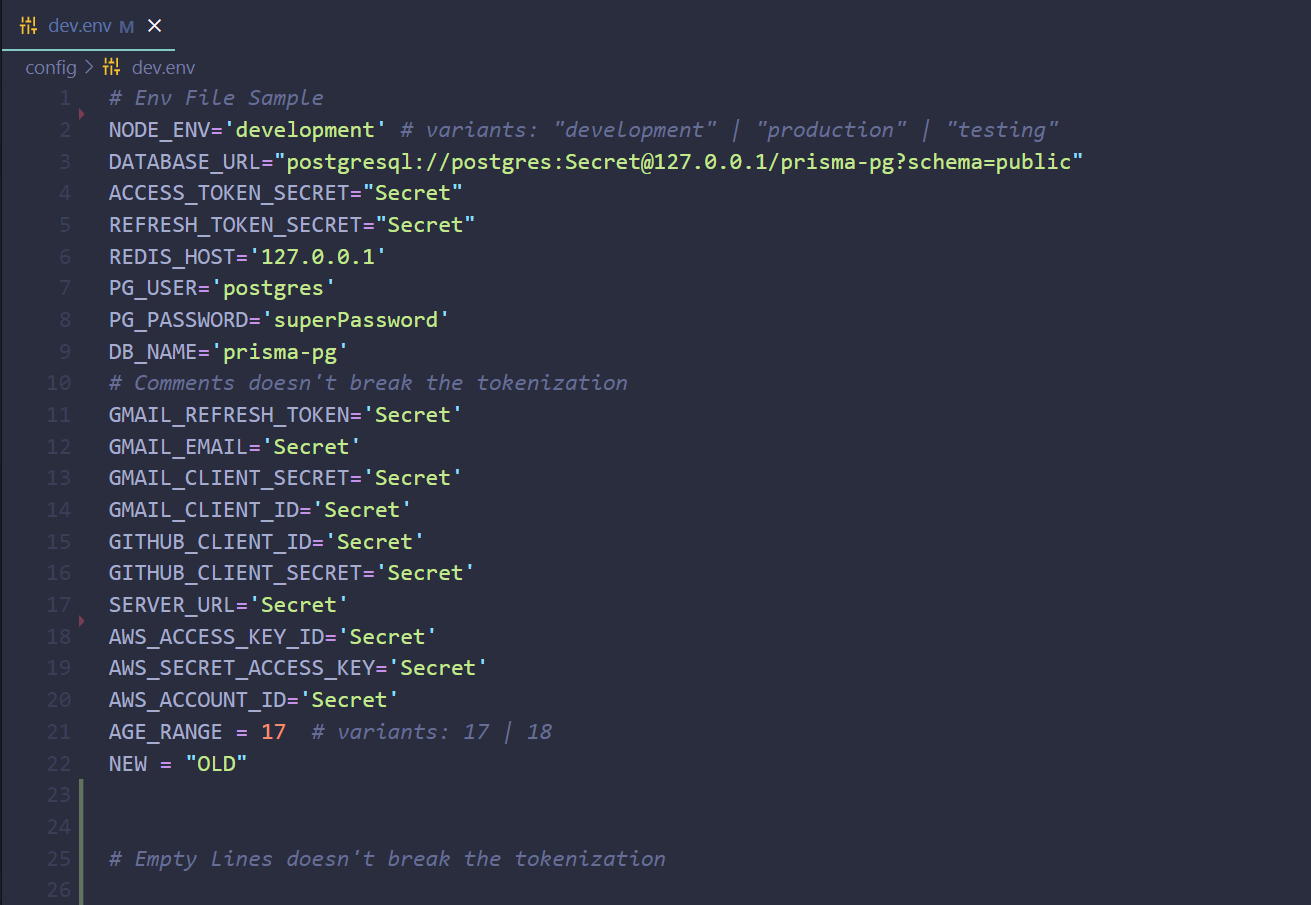 dev.env M ×
config > dev.env
1 # Env File Sample
2 NODE_ENV='development' # variants: "development" | "production" | "testing"
3 DATABASE_URL="postgresql://postgres:Secret@127.0.0.1/prisma-pg?schema=public"
4 ACCESS_TOKEN_SECRET="Secret"
5 REFRESH_TOKEN_SECRET="Secret"
6 REDIS_HOST='127.0.0.1'
7 PG_USER='postgres'
8 PG_PASSWORD='superPassword'
9 DB_NAME='prisma-pg'
10 # Comments doesn't break the tokenization
11 GMAIL_REFRESH_TOKEN='Secret'
12 GMAIL_EMAIL='Secret'
13 GMAIL_CLIENT_SECRET='Secret'
14 GMAIL_CLIENT_ID='Secret'
15 GITHUB_CLIENT_ID='Secret'
16 GITHUB_CLIENT_SECRET='Secret'
17 SERVER_URL='Secret'
18 AWS_ACCESS_KEY_ID='Secret'
19 AWS_SECRET_ACCESS_KEY='Secret'
20 AWS_ACCOUNT_ID='Secret'
21 AGE_RANGE = 17  # variants: 17 | 18
22 NEW = "OLD"
23
24
25 # Empty Lines doesn't break the tokenization
26